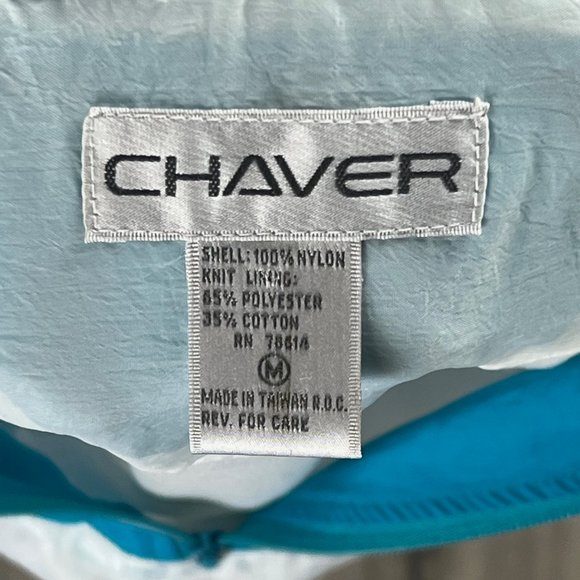 CHAVER
SHELL: 100% NYLON
KNIT LINING:
65% POLYESTER
35% COTTON
RN 78614
M
MADE IN TAIWAN R.O.C.
REV. FOR CARE